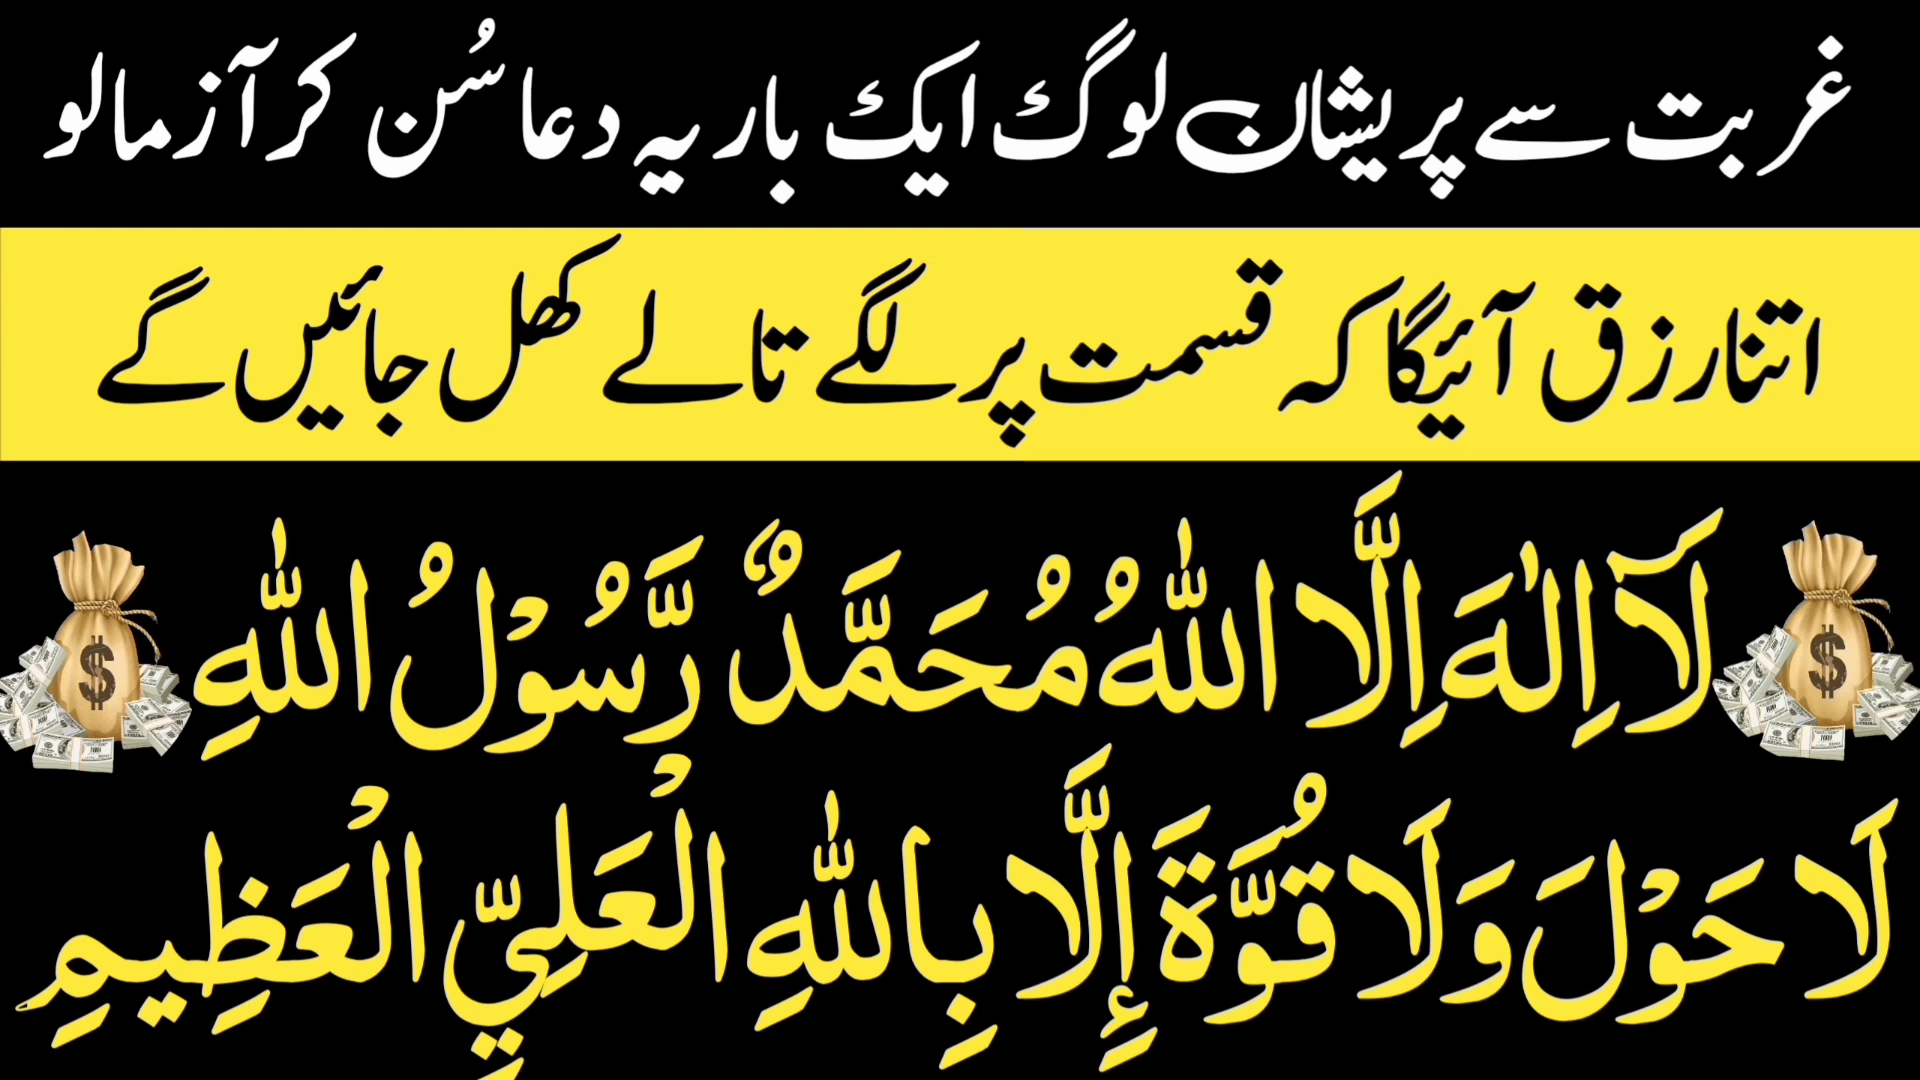 غربت سے پریشان لوگ ایک بار یہ دعا سُن کر آزمالو
اتنا رزق آئیگا کہ قسمت پر لگے تالے کھل جائیں گے
لَآ اِلٰهَ اِلَّا اللّٰهُ مُحَمَّدٌ رَّسُوْلُ اللّٰهِ
لَا حَوْلَ وَلَا قُوَّةَ إِلَّا بِاللّٰهِ الْعَلِيِّ الْعَظِيمِ